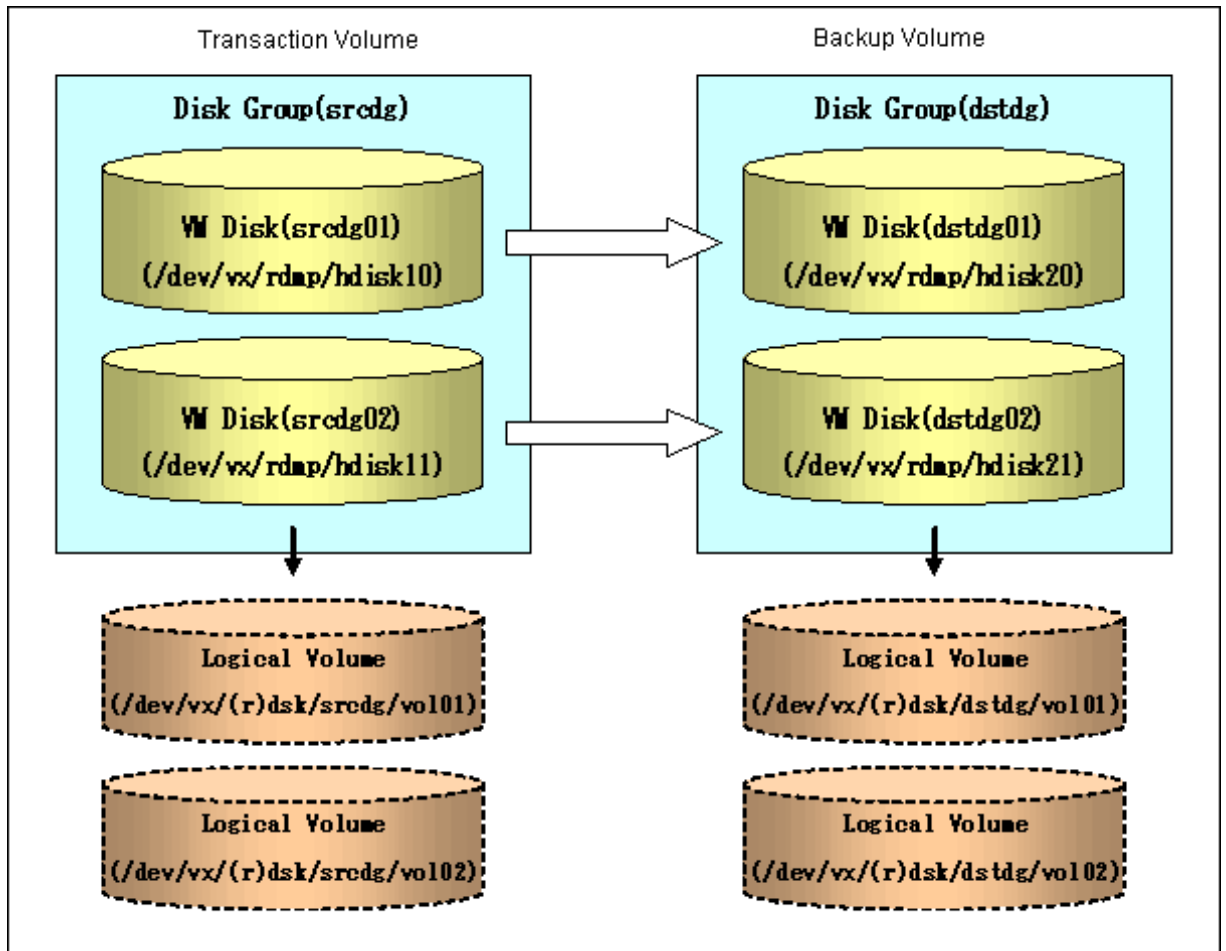 Transaction Volume
Backup Volume
Disk Group(srcdg)
VM Disk(srcdg01)
(/dev/vx/rdmp/hdisk10)
VM Disk(srcdg02)
(/dev/vx/rdmp/hdisk11)
Logical Volume
(/dev/vx/(r)dsk/srcdg/vol01)
Logical Volume
(/dev/vx/(r)dsk/srcdg/vol02)
Disk Group(dstdg)
VM Disk(dstdg01)
(/dev/vx/rdmp/hdisk20)
VM Disk(dstdg02)
(/dev/vx/rdmp/hdisk21)
Logical Volume
(/dev/vx/(r)dsk/dstdg/vol01)
Logical Volume
(/dev/vx/(r)dsk/dstdg/vol02)